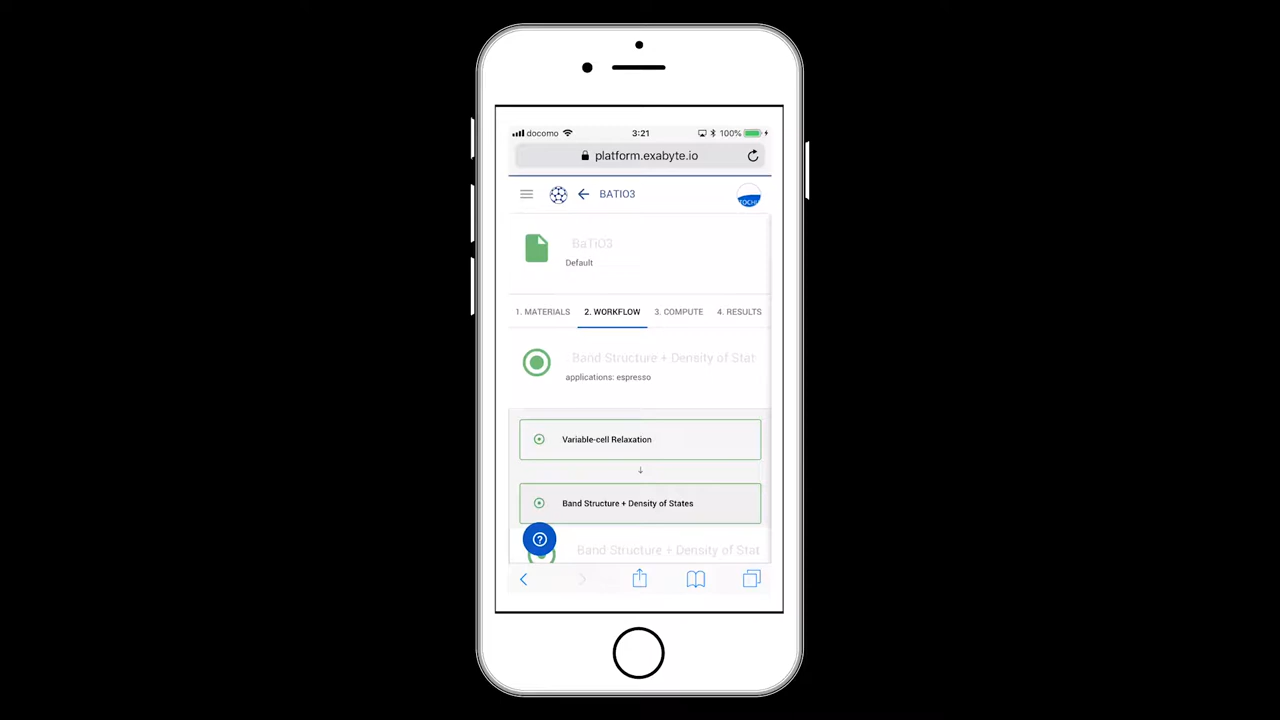 docomo 3:21 100%
platform.exabyte.io
BATIO3
BaTiO3
Default
1. MATERIALS 2. WORKFLOW 3. COMPUTE 4. RESULTS
Band Structure + Density of Stat
applications: espresso
Variable-cell Relaxation
↓
Band Structure + Density of States
Band Structure + Density of Stat